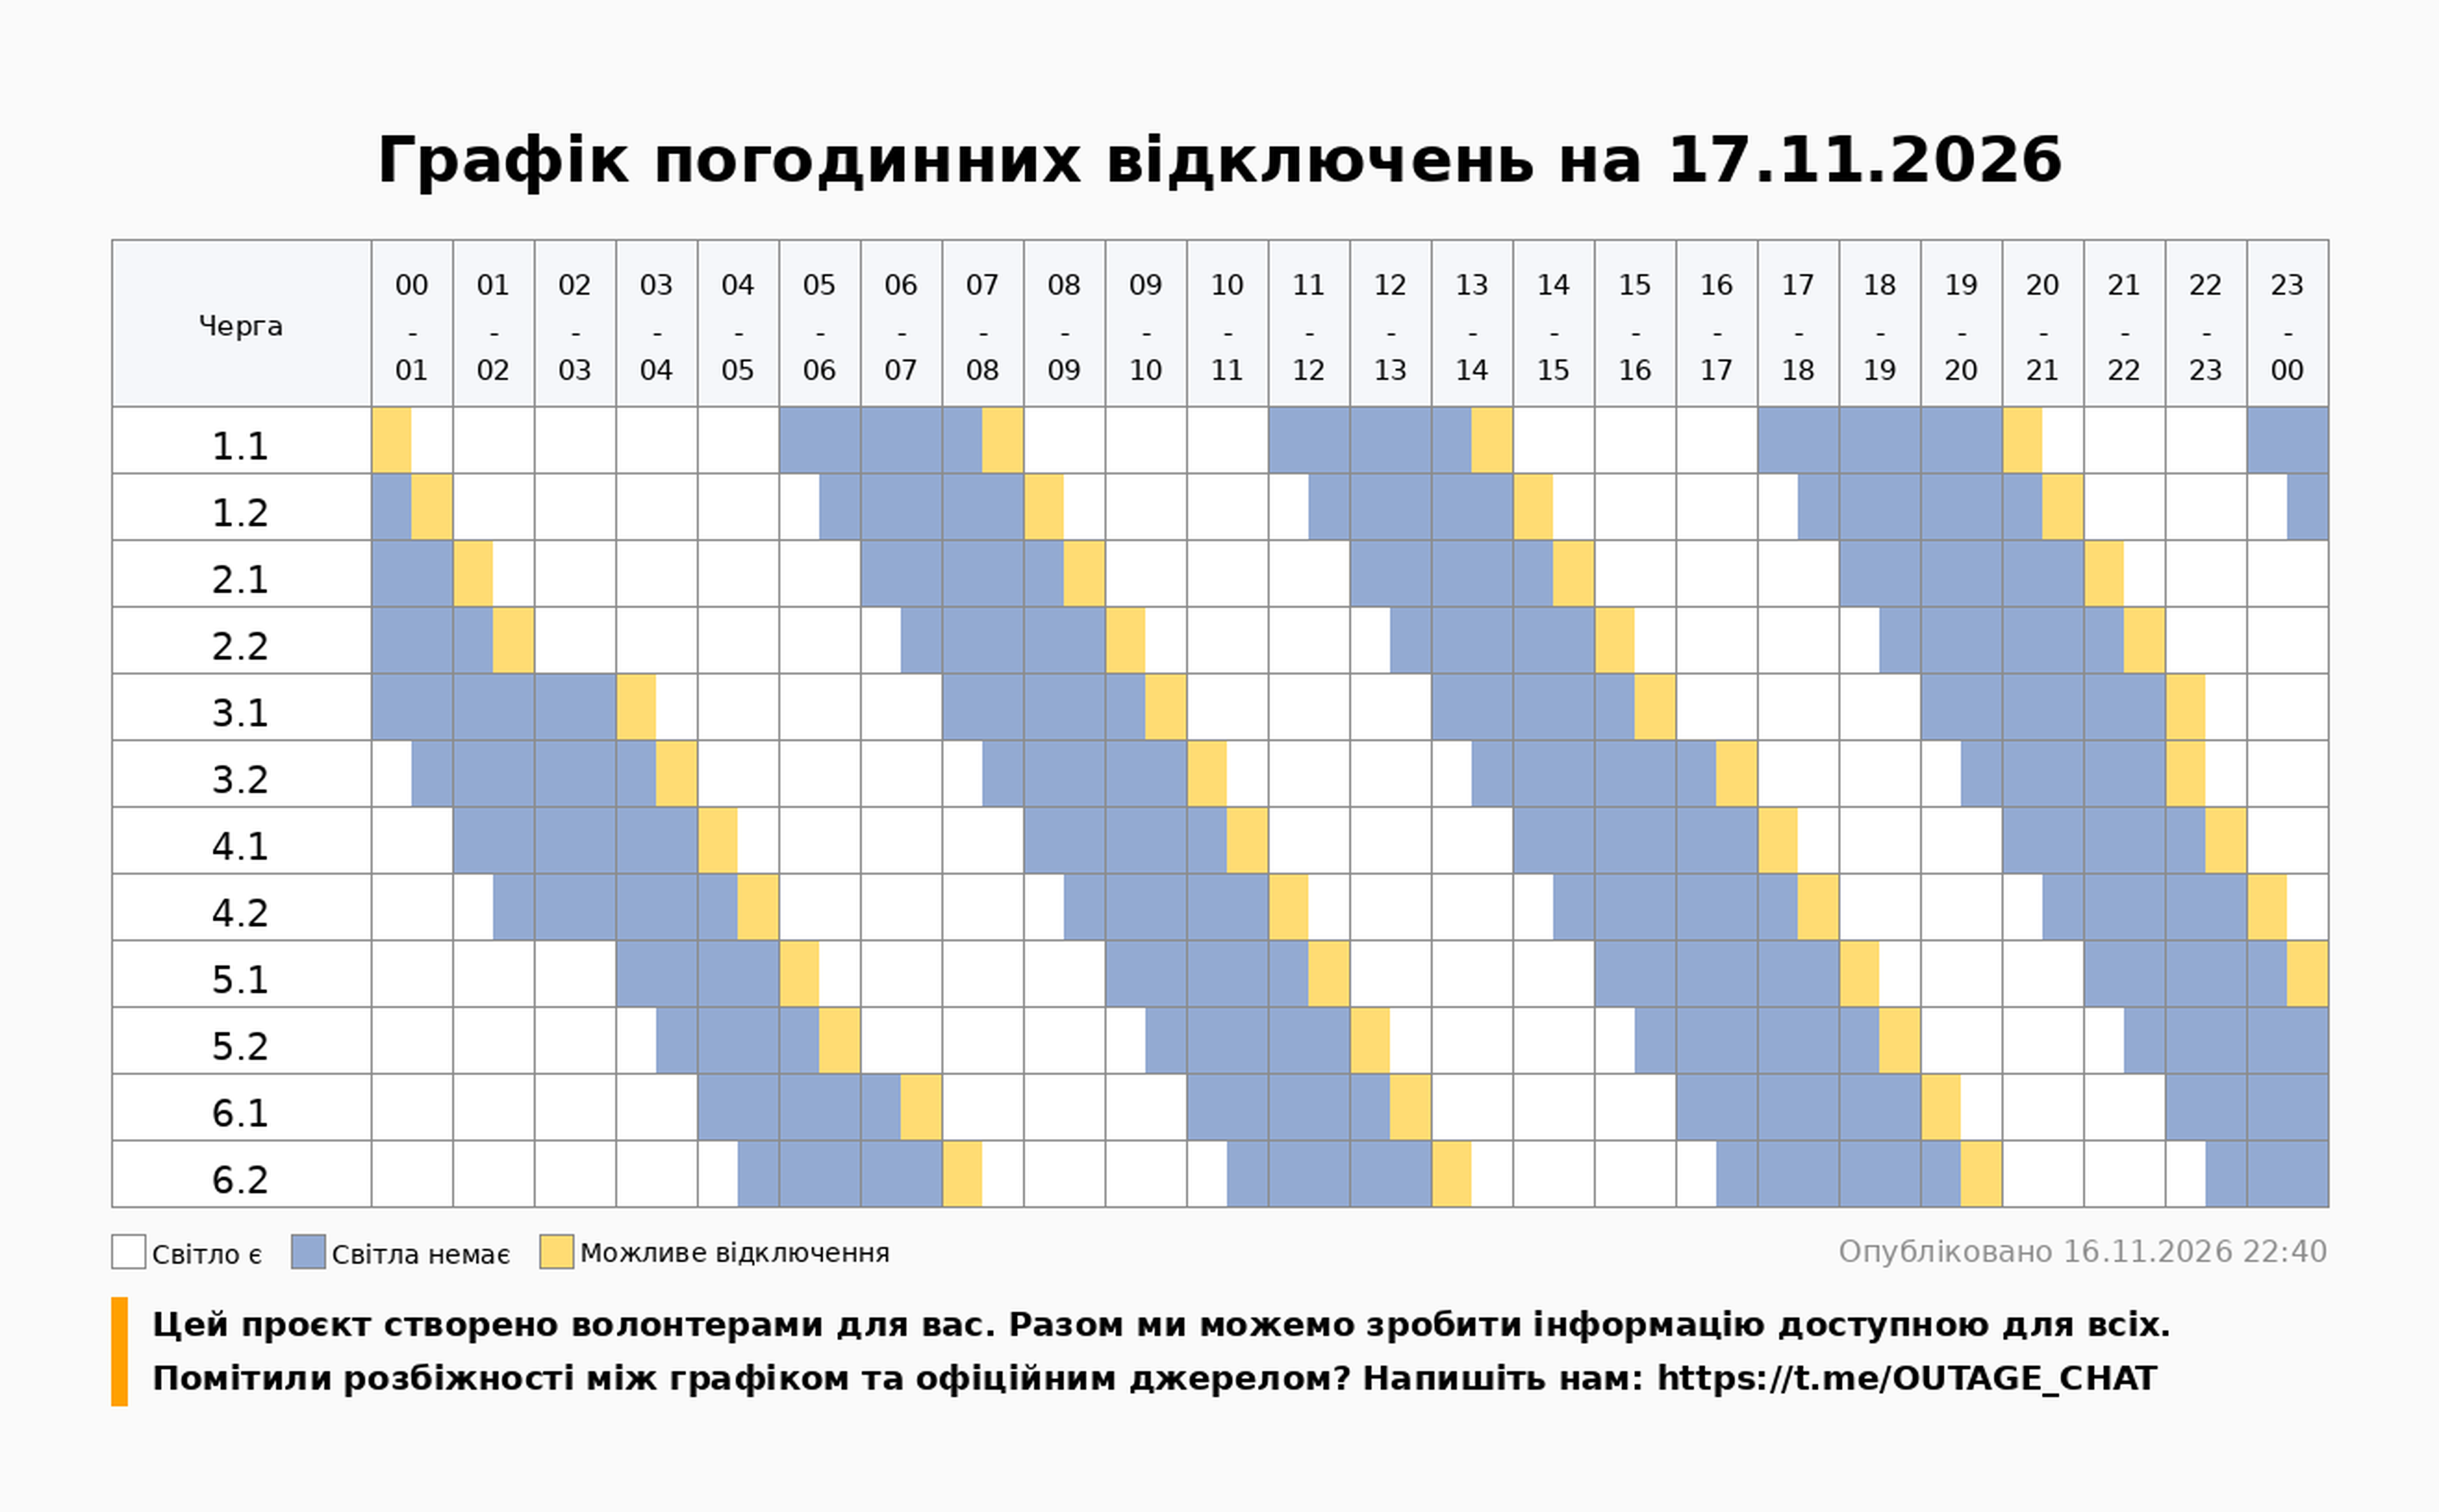 Графік погодинних відключень на 17.11.2026
Черга 00 - 01 01 - 02 02 - 03 03 - 04 04 - 05 05 - 06 06 - 07 07 - 08 08 - 09 09 - 10 10 - 11 11 - 12 12 - 13 13 - 14 14 - 15 15 - 16 16 - 17 17 - 18 18 - 19 19 - 20 20 - 21 21 - 22 22 - 23 23 - 00
1.1
1.2
2.1
2.2
3.1
3.2
4.1
4.2
5.1
5.2
6.1
6.2
Світло є Світла немає Можливе відключення Опубліковано 16.11.2026 22:40
Цей проєкт створено волонтерами для вас. Разом ми можемо зробити інформацію доступною для всіх.
Помітили розбіжності між графіком та офіційним джерелом? Напишіть нам: https://t.me/OUTAGE_CHAT